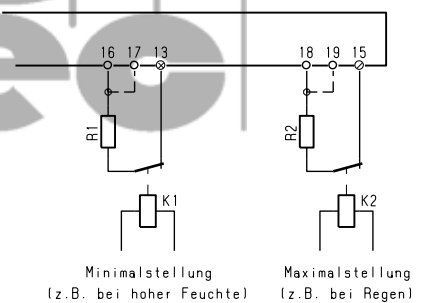 16 17 13 18 19 15
R1 R2
K1 K2
Minimalstellung
(z.B. bei hoher Feuchte)
Maximalstellung
(z.B. bei Regen)